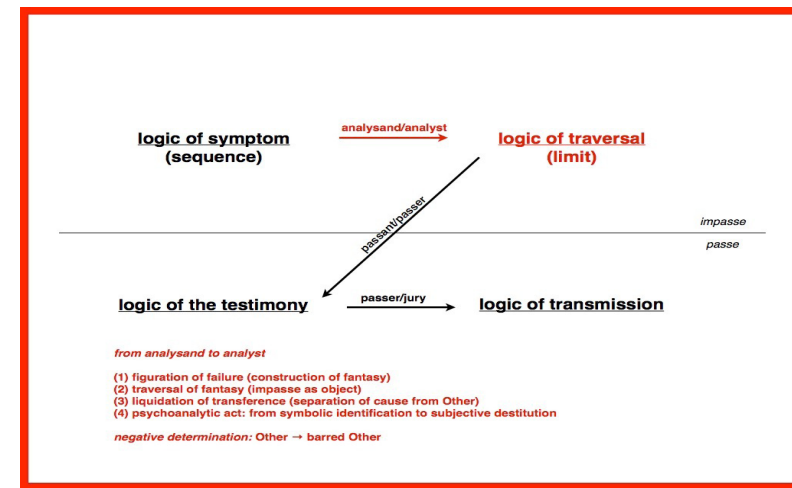 analysand/analyst
logic of symptom
(sequence)
logic of traversal
(limit)
passant/passer
impasse
passe
logic of the testimony
passer/jury
logic of transmission
from analysand to analyst
(1) figuration of failure (construction of fantasy)
(2) traversal of fantasy (impasse as object)
(3) liquidation of transference (separation of cause from Other)
(4) psychoanalytic act: from symbolic identification to subjective destitution
negative determination: Other → barred Other